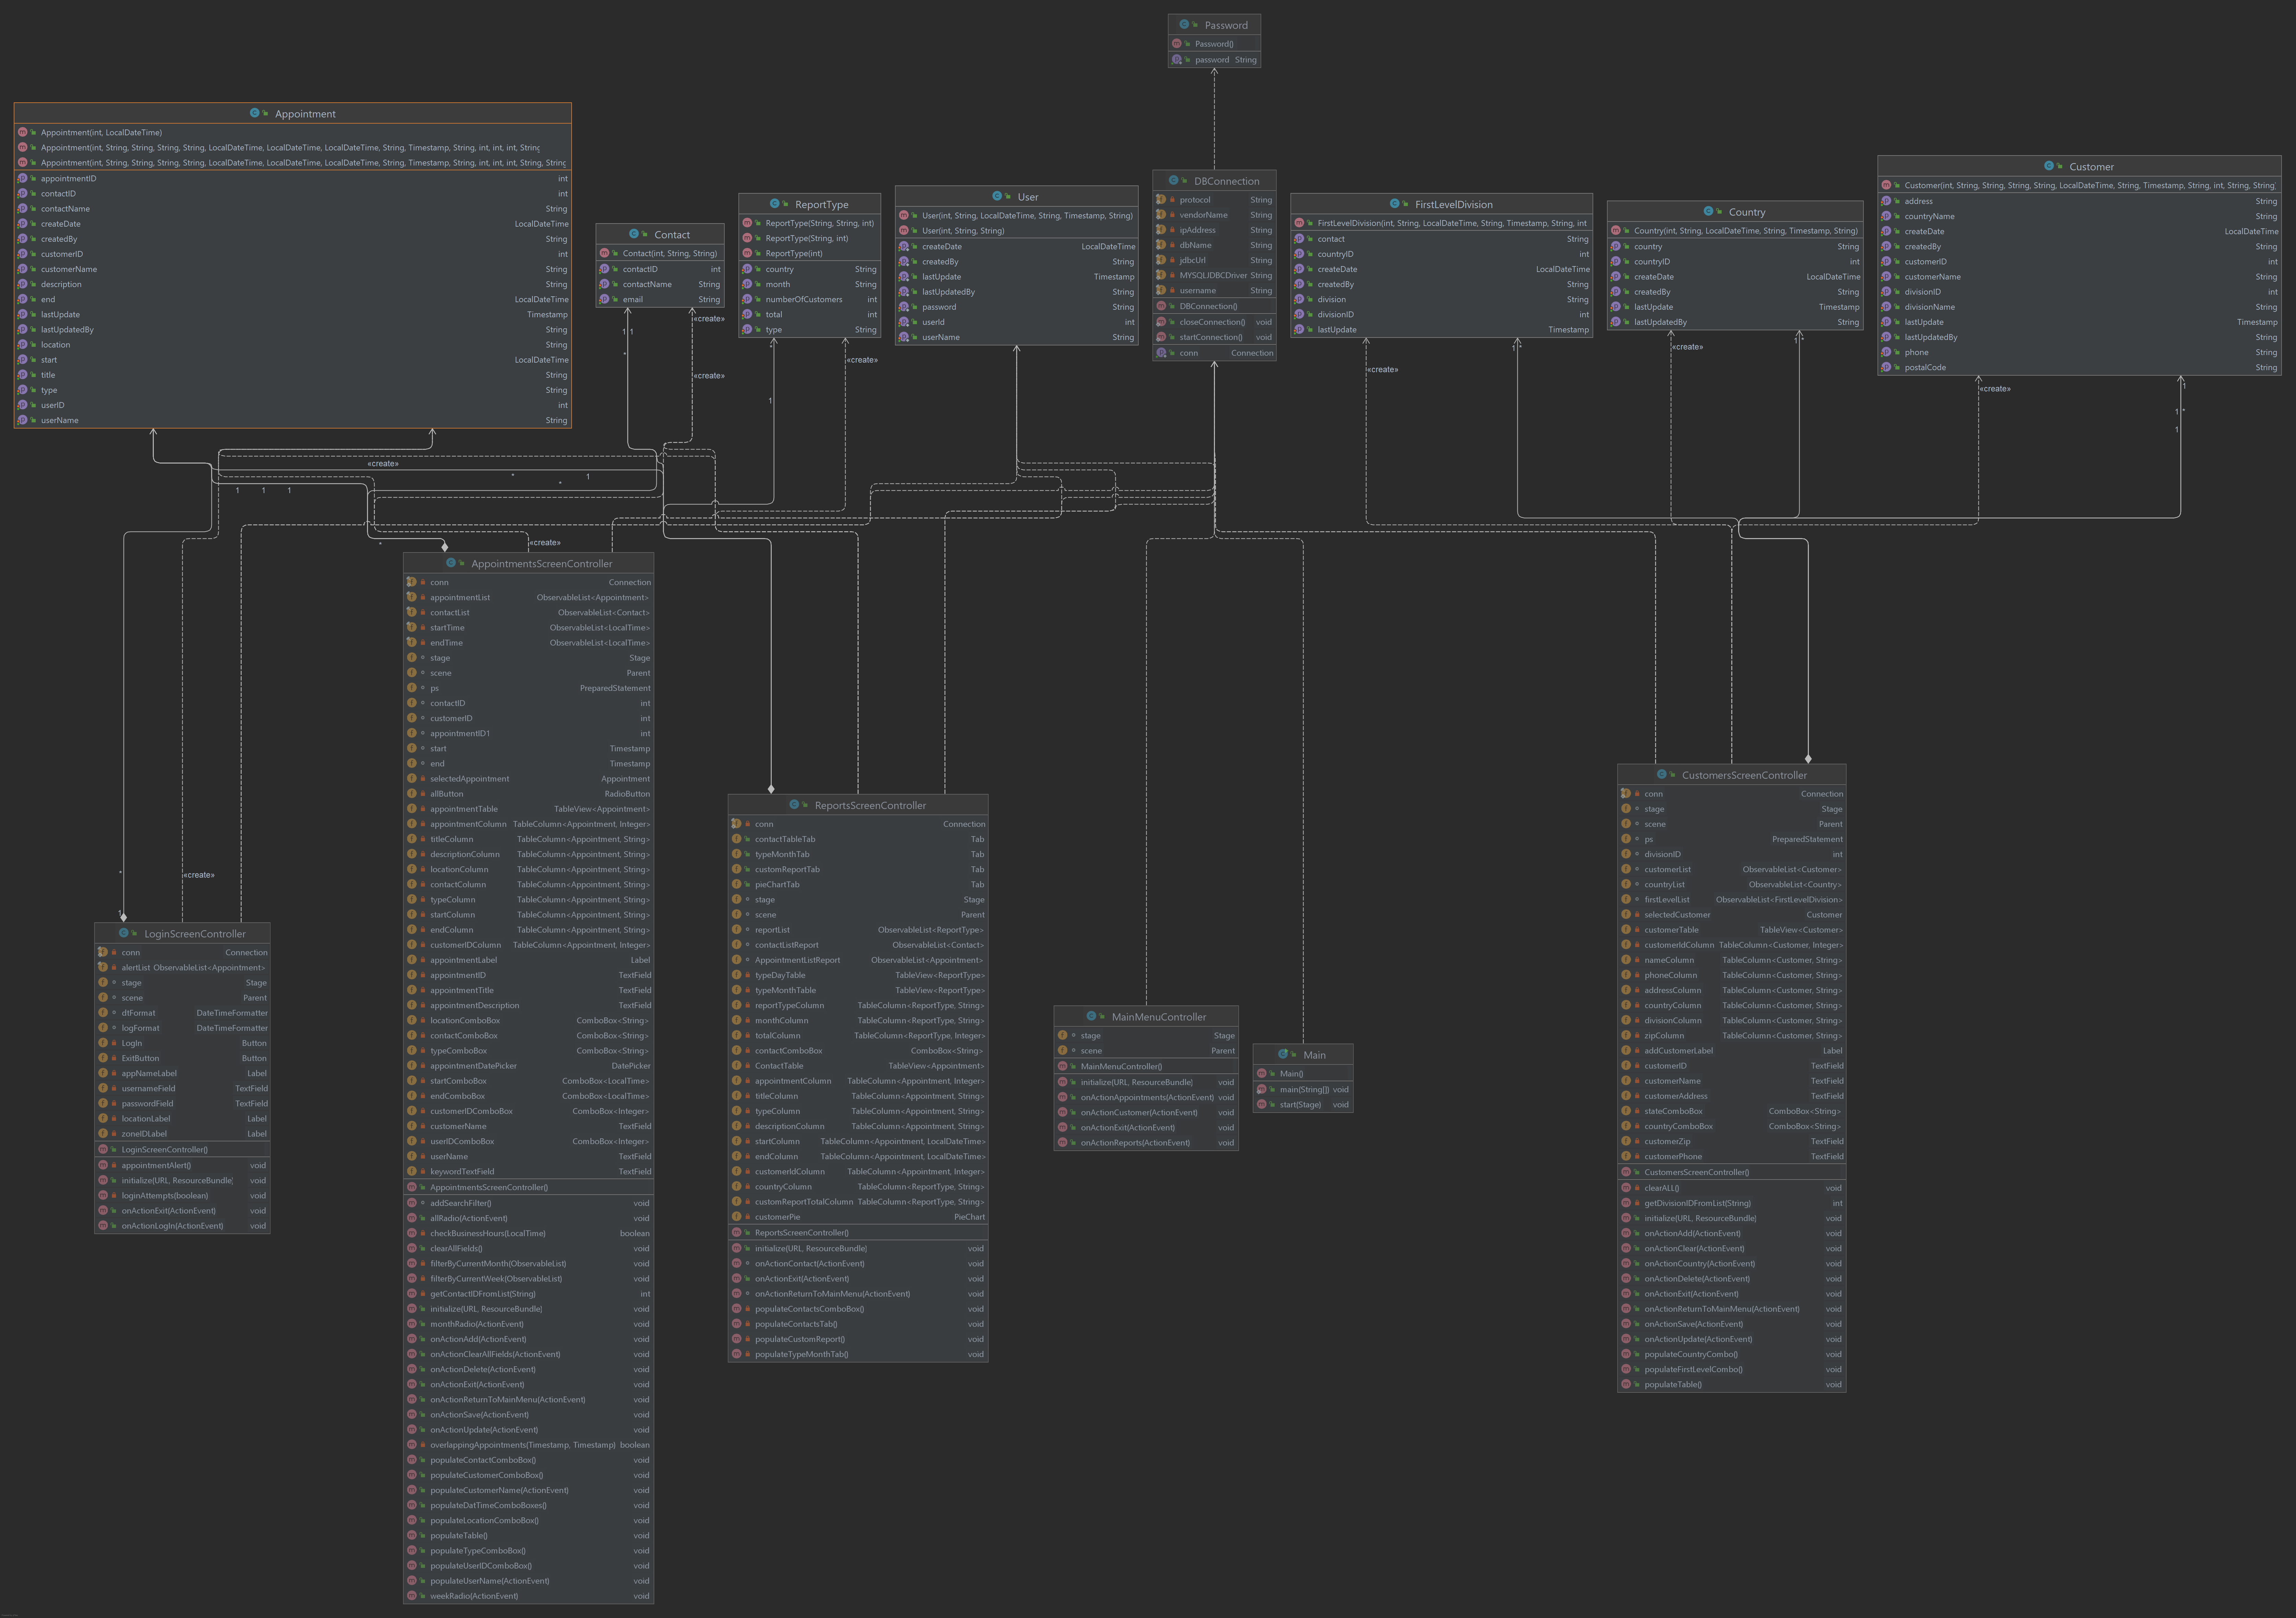 Password
Password()
password String
Appointment
Appointment(int, LocalDateTime)
Appointment(int, String, String, String, String, LocalDateTime, LocalDateTime, LocalDateTime, String, Timestamp, String, int, int, int, String
Appointment(int, String, String, String, String, LocalDateTime, LocalDateTime, LocalDateTime, String, Timestamp, String, int, int, int, String, String
appointmentID int
contactID int
contactName String
createDate LocalDateTime
createdBy String
customerID int
customerName String
description String
end LocalDateTime
lastUpdate Timestamp
lastUpdatedBy String
location String
start LocalDateTime
title String
type String
userID int
userName String
Contact
Contact(int, String, String)
contactID int
contactName String
email String
ReportType
ReportType(String, String, int)
ReportType(String, int)
ReportType(int)
country String
month String
numberOfCustomers int
total int
type String
User
User(int, String, LocalDateTime, String, Timestamp, String)
User(int, String, String)
createDate LocalDateTime
createdBy String
lastUpdate Timestamp
lastUpdatedBy String
password String
userId int
userName String
DBConnection
protocol String
vendorName String
ipAddress String
dbName String
jdbcUrl String
MYSQLJDBCDriver String
username String
DBConnection()
closeConnection() void
startConnection() void
conn Connection
FirstLevelDivision
FirstLevelDivision(int, String, LocalDateTime, String, Timestamp, String, int
contact String
countryID int
createDate LocalDateTime
createdBy String
division String
divisionID int
lastUpdate Timestamp
Country
Country(int, String, LocalDateTime, String, Timestamp, String)
country String
countryID int
createDate LocalDateTime
createdBy String
lastUpdate Timestamp
lastUpdatedBy String
Customer
Customer(int, String, String, String, String, LocalDateTime, String, Timestamp, String, int, String, String
address String
countryName String
createDate LocalDateTime
createdBy String
customerID int
customerName String
divisionID int
divisionName String
lastUpdate Timestamp
lastUpdatedBy String
phone String
postalCode String
«create»
1 1
*
«create»
*
1
«create»
«create»
1 *
«create»
1 *
«create»
1
1 *
1
«create»
* 1
*
1 1 1
*
«create»
«create»
*
1
AppointmentsScreenController
conn Connection
appointmentList ObservableList<Appointment>
contactList ObservableList<Contact>
startTime ObservableList<LocalTime>
endTime ObservableList<LocalTime>
stage Stage
scene Parent
ps PreparedStatement
contactID int
customerID int
appointmentID1 int
start Timestamp
end Timestamp
selectedAppointment Appointment
allButton RadioButton
appointmentTable TableView<Appointment>
appointmentColumn TableColumn<Appointment, Integer>
titleColumn TableColumn<Appointment, String>
descriptionColumn TableColumn<Appointment, String>
locationColumn TableColumn<Appointment, String>
contactColumn TableColumn<Appointment, String>
typeColumn TableColumn<Appointment, String>
startColumn TableColumn<Appointment, String>
endColumn TableColumn<Appointment, String>
customerIDColumn TableColumn<Appointment, Integer>
appointmentLabel Label
appointmentID TextField
appointmentTitle TextField
appointmentDescription TextField
locationComboBox ComboBox<String>
contactComboBox ComboBox<String>
typeComboBox ComboBox<String>
appointmentDatePicker DatePicker
startComboBox ComboBox<LocalTime>
endComboBox ComboBox<LocalTime>
customerIDComboBox ComboBox<Integer>
customerName TextField
userIDComboBox ComboBox<Integer>
userName TextField
keywordTextField TextField
AppointmentsScreenController()
addSearchFilter() void
allRadio(ActionEvent) void
checkBusinessHours(LocalTime) boolean
clearAllFields() void
filterByCurrentMonth(ObservableList) void
filterByCurrentWeek(ObservableList) void
getContactIDFromList(String) int
initialize(URL, ResourceBundle) void
monthRadio(ActionEvent) void
onActionAdd(ActionEvent) void
onActionClearAllFields(ActionEvent) void
onActionDelete(ActionEvent) void
onActionExit(ActionEvent) void
onActionReturnToMainMenu(ActionEvent) void
onActionSave(ActionEvent) void
onActionUpdate(ActionEvent) void
overlappingAppointments(Timestamp, Timestamp) boolean
populateContactComboBox() void
populateCustomerComboBox() void
populateCustomerName(ActionEvent) void
populateDatTimeComboBoxes() void
populateLocationComboBox() void
populateTable() void
populateTypeComboBox() void
populateUserIDComboBox() void
populateUserName(ActionEvent) void
weekRadio(ActionEvent) void
ReportsScreenController
conn Connection
contactTableTab Tab
typeMonthTab Tab
customReportTab Tab
pieChartTab Tab
stage Stage
scene Parent
reportList ObservableList<ReportType>
contactListReport ObservableList<Contact>
AppointmentListReport ObservableList<Appointment>
typeDayTable TableView<ReportType>
typeMonthTable TableView<ReportType>
reportTypeColumn TableColumn<ReportType, String>
monthColumn TableColumn<ReportType, String>
totalColumn TableColumn<ReportType, Integer>
contactComboBox ComboBox<String>
ContactTable TableView<Appointment>
appointmentColumn TableColumn<Appointment, Integer>
titleColumn TableColumn<Appointment, String>
typeColumn TableColumn<Appointment, String>
descriptionColumn TableColumn<Appointment, String>
startColumn TableColumn<Appointment, LocalDateTime>
endColumn TableColumn<Appointment, LocalDateTime>
customerIdColumn TableColumn<Appointment, Integer>
countryColumn TableColumn<ReportType, String>
customReportTotalColumn TableColumn<ReportType, String>
customerPie PieChart
ReportsScreenController()
initialize(URL, ResourceBundle) void
onActionContact(ActionEvent) void
onActionExit(ActionEvent) void
onActionReturnToMainMenu(ActionEvent) void
populateContactsComboBox() void
populateContactsTab() void
populateCustomReport() void
populateTypeMonthTab() void
CustomersScreenController
conn Connection
stage Stage
scene Parent
ps PreparedStatement
divisionID int
customerList ObservableList<Customer>
countryList ObservableList<Country>
firstLevelList ObservableList<FirstLevelDivision>
selectedCustomer Customer
customerTable TableView<Customer>
customerIdColumn TableColumn<Customer, Integer>
nameColumn TableColumn<Customer, String>
phoneColumn TableColumn<Customer, String>
addressColumn TableColumn<Customer, String>
countryColumn TableColumn<Customer, String>
divisionColumn TableColumn<Customer, String>
zipColumn TableColumn<Customer, String>
addCustomerLabel Label
customerID TextField
customerName TextField
customerAddress TextField
stateComboBox ComboBox<String>
countryComboBox ComboBox<String>
customerZip TextField
customerPhone TextField
CustomersScreenController()
clearALL() void
getDivisionIDFromList(String) int
initialize(URL, ResourceBundle) void
onActionAdd(ActionEvent) void
onActionClear(ActionEvent) void
onActionCountry(ActionEvent) void
onActionDelete(ActionEvent) void
onActionExit(ActionEvent) void
onActionReturnToMainMenu(ActionEvent) void
onActionSave(ActionEvent) void
onActionUpdate(ActionEvent) void
populateCountryCombo() void
populateFirstLevelCombo() void
populateTable() void
LoginScreenController
conn Connection
alertList ObservableList<Appointment>
stage Stage
scene Parent
dtFormat DateTimeFormatter
logFormat DateTimeFormatter
LogIn Button
ExitButton Button
appNameLabel Label
usernameField TextField
passwordField TextField
locationLabel Label
zoneIDLabel Label
LoginScreenController()
appointmentAlert() void
initialize(URL, ResourceBundle) void
loginAttempts(boolean) void
onActionExit(ActionEvent) void
onActionLogIn(ActionEvent) void
MainMenuController
stage Stage
scene Parent
MainMenuController()
initialize(URL, ResourceBundle) void
onActionAppointments(ActionEvent) void
onActionCustomer(ActionEvent) void
onActionExit(ActionEvent) void
onActionReports(ActionEvent) void
Main
Main()
main(String[]) void
start(Stage) void